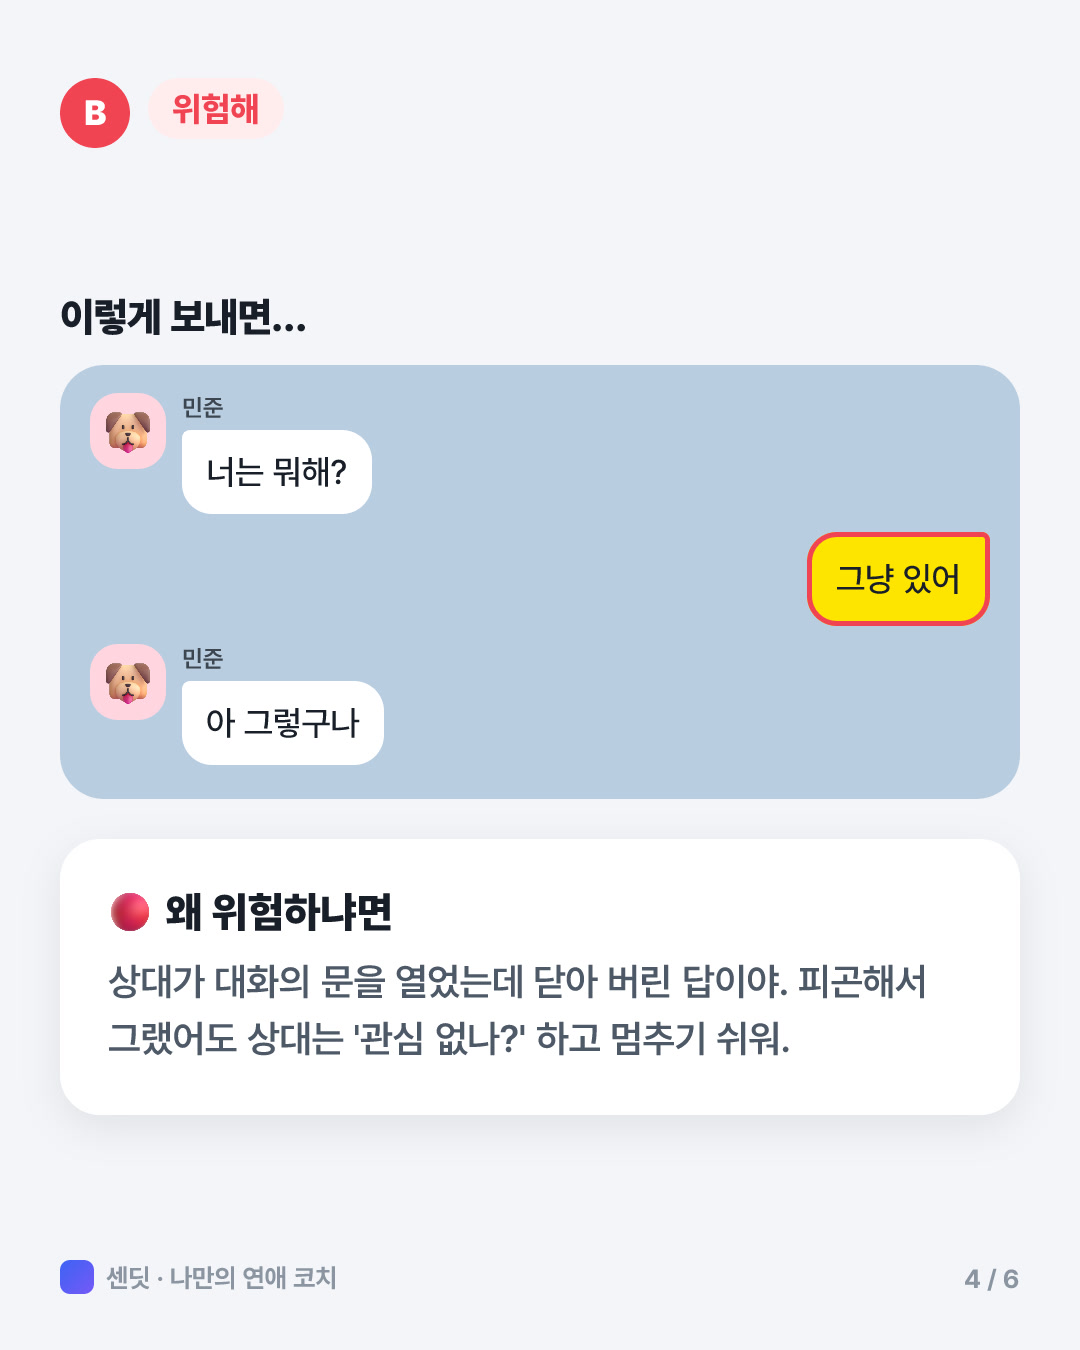 B 위험해
이렇게 보내면...
민준
너는 뭐해?
그냥 있어
민준
아 그렇구나
왜 위험하냐면
상대가 대화의 문을 열었는데 닫아 버린 답이야. 피곤해서
그랬어도 상대는 '관심 없나?' 하고 멈추기 쉬워.
센딧 · 나만의 연애 코치
4 / 6